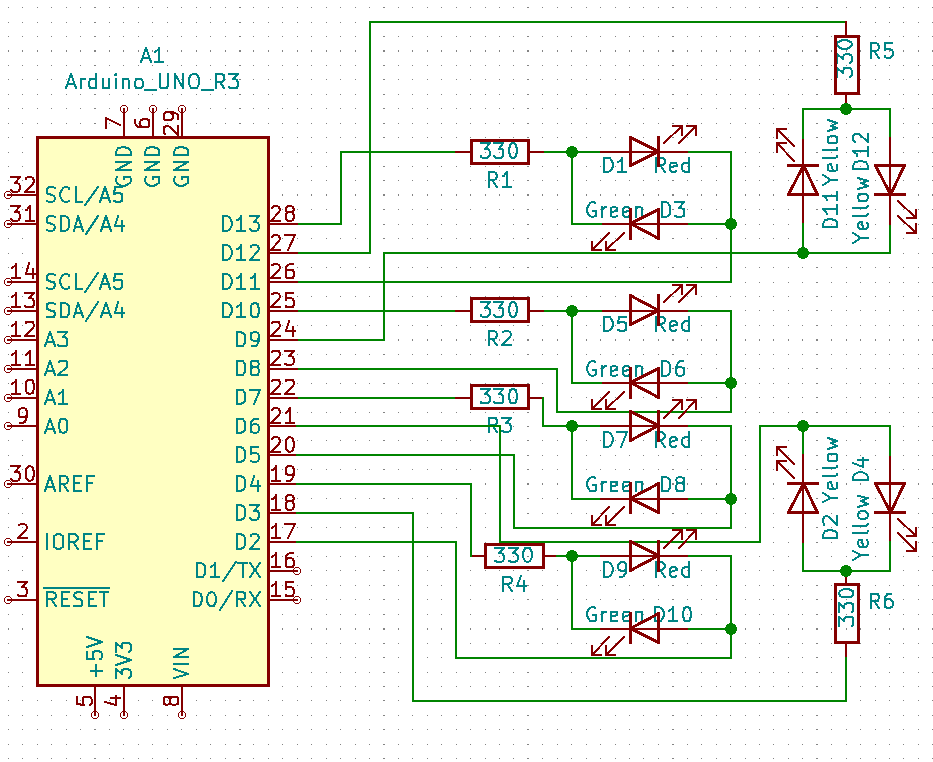 A1
Arduino_UNO_R3
7
6
29
GND
GND
GND
32
SCL/A5
31
SDA/A4
14
SCL/A5
13
SDA/A4
12
A3
11
A2
10
A1
9
A0
30
AREF
2
IOREF
3
RESET
D13
28
D12
27
D11
26
D10
25
D9
24
D8
23
D7
22
D6
21
D5
20
D4
19
D3
18
D2
17
D1/TX
16
D0/RX
15
+5V
3V3
VIN
5
4
8
330
R1
D1
Red
Green
D3
330
R2
D5
Red
Green
D6
330
R3
D7
Red
Green
D8
330
R4
D9
Red
Green
D10
330
R5
D11
Yellow
Yellow
D12
D2
Yellow
Yellow
D4
330
R6